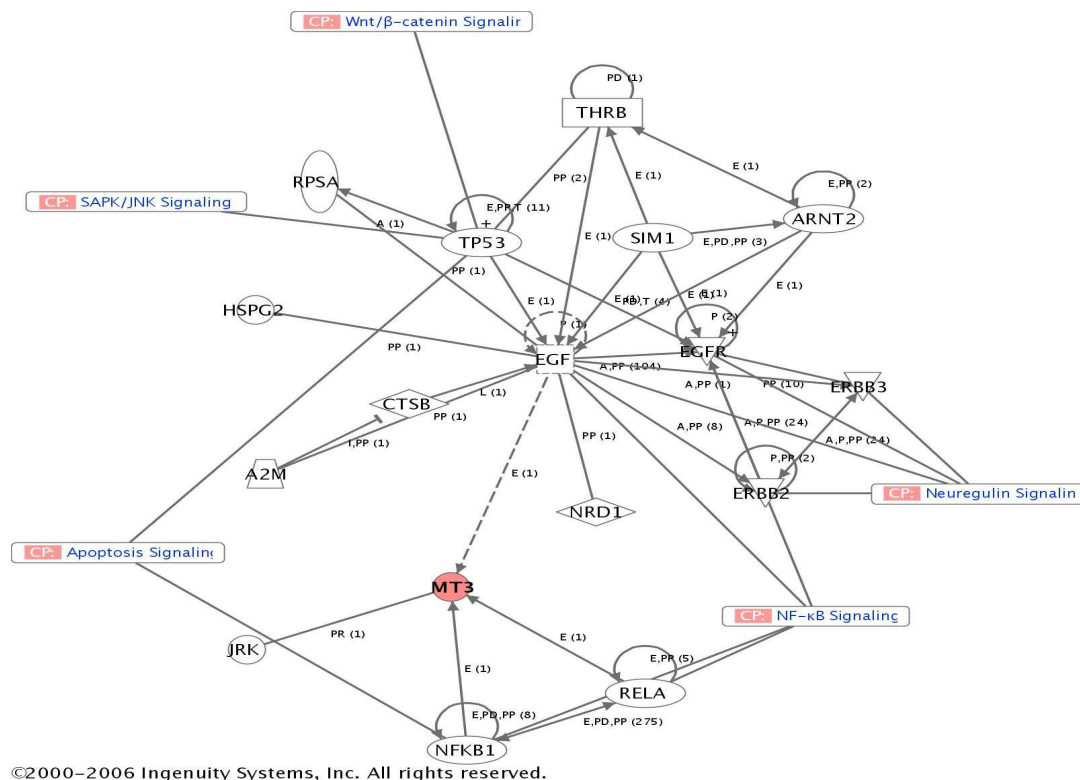 CP: Wnt/β-catenin Signalir
PD (1)
THRB
E (1)
RPSA
PP (2)
E (1)
E,PP (2)
CP: SAPK/JNK Signaling
E,PP,T (11)
+
A (1)
ARNT2
TP53
E (1)
SIM1
E,PD,PP (3)
PP (1)
E (1)
HSPG2
E (1)
E (1)
PD,T (4)
E (1)
E (1)
P (1)
P (2)
+
PP (1)
EGF
EGFR
A,PP (104)
A,PP (1)
PP (10)
ERBB3
L (1)
CTSB
PP (1)
A,PP (8)
A,P,PP (24)
PP (1)
A,P,PP (24)
I,PP (1)
P,PP (2)
A2M
E (1)
ERBB2
CP: Neuregulin Signalin
NRD1
CP: Apoptosis Signaling
MT3
CP: NF-κB Signaling
PR (1)
E (1)
JRK
E,PP (5)
E (1)
RELA
E,PD,PP (8)
E,PD,PP (275)
NFKB1
©2000-2006 Ingenuity Systems, Inc. All rights reserved.